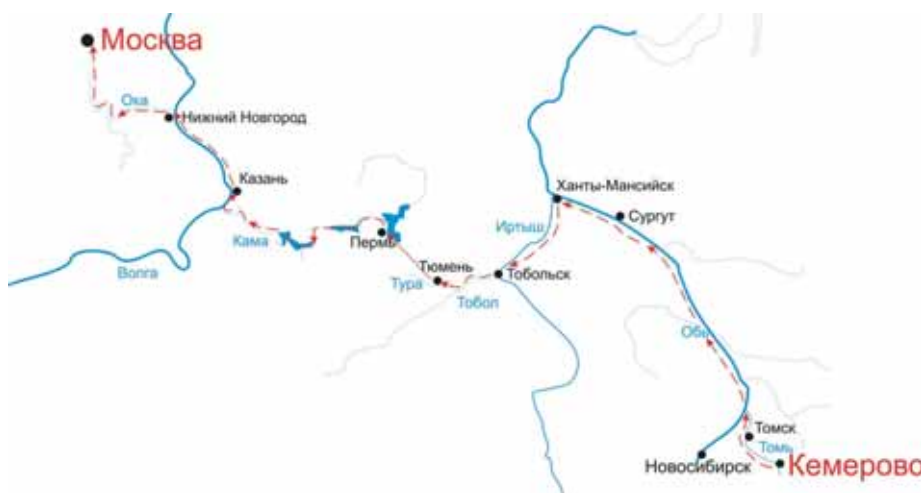 Москва
Ока
Нижний Новгород
Казань
Ханты-Мансийск
Сургут
Иртыш
Кама
Пермь
Волга
Тюмень
Тобольск
Тура
Тобол
Обь
Томск
Томь
Новосибирск
Кемерово